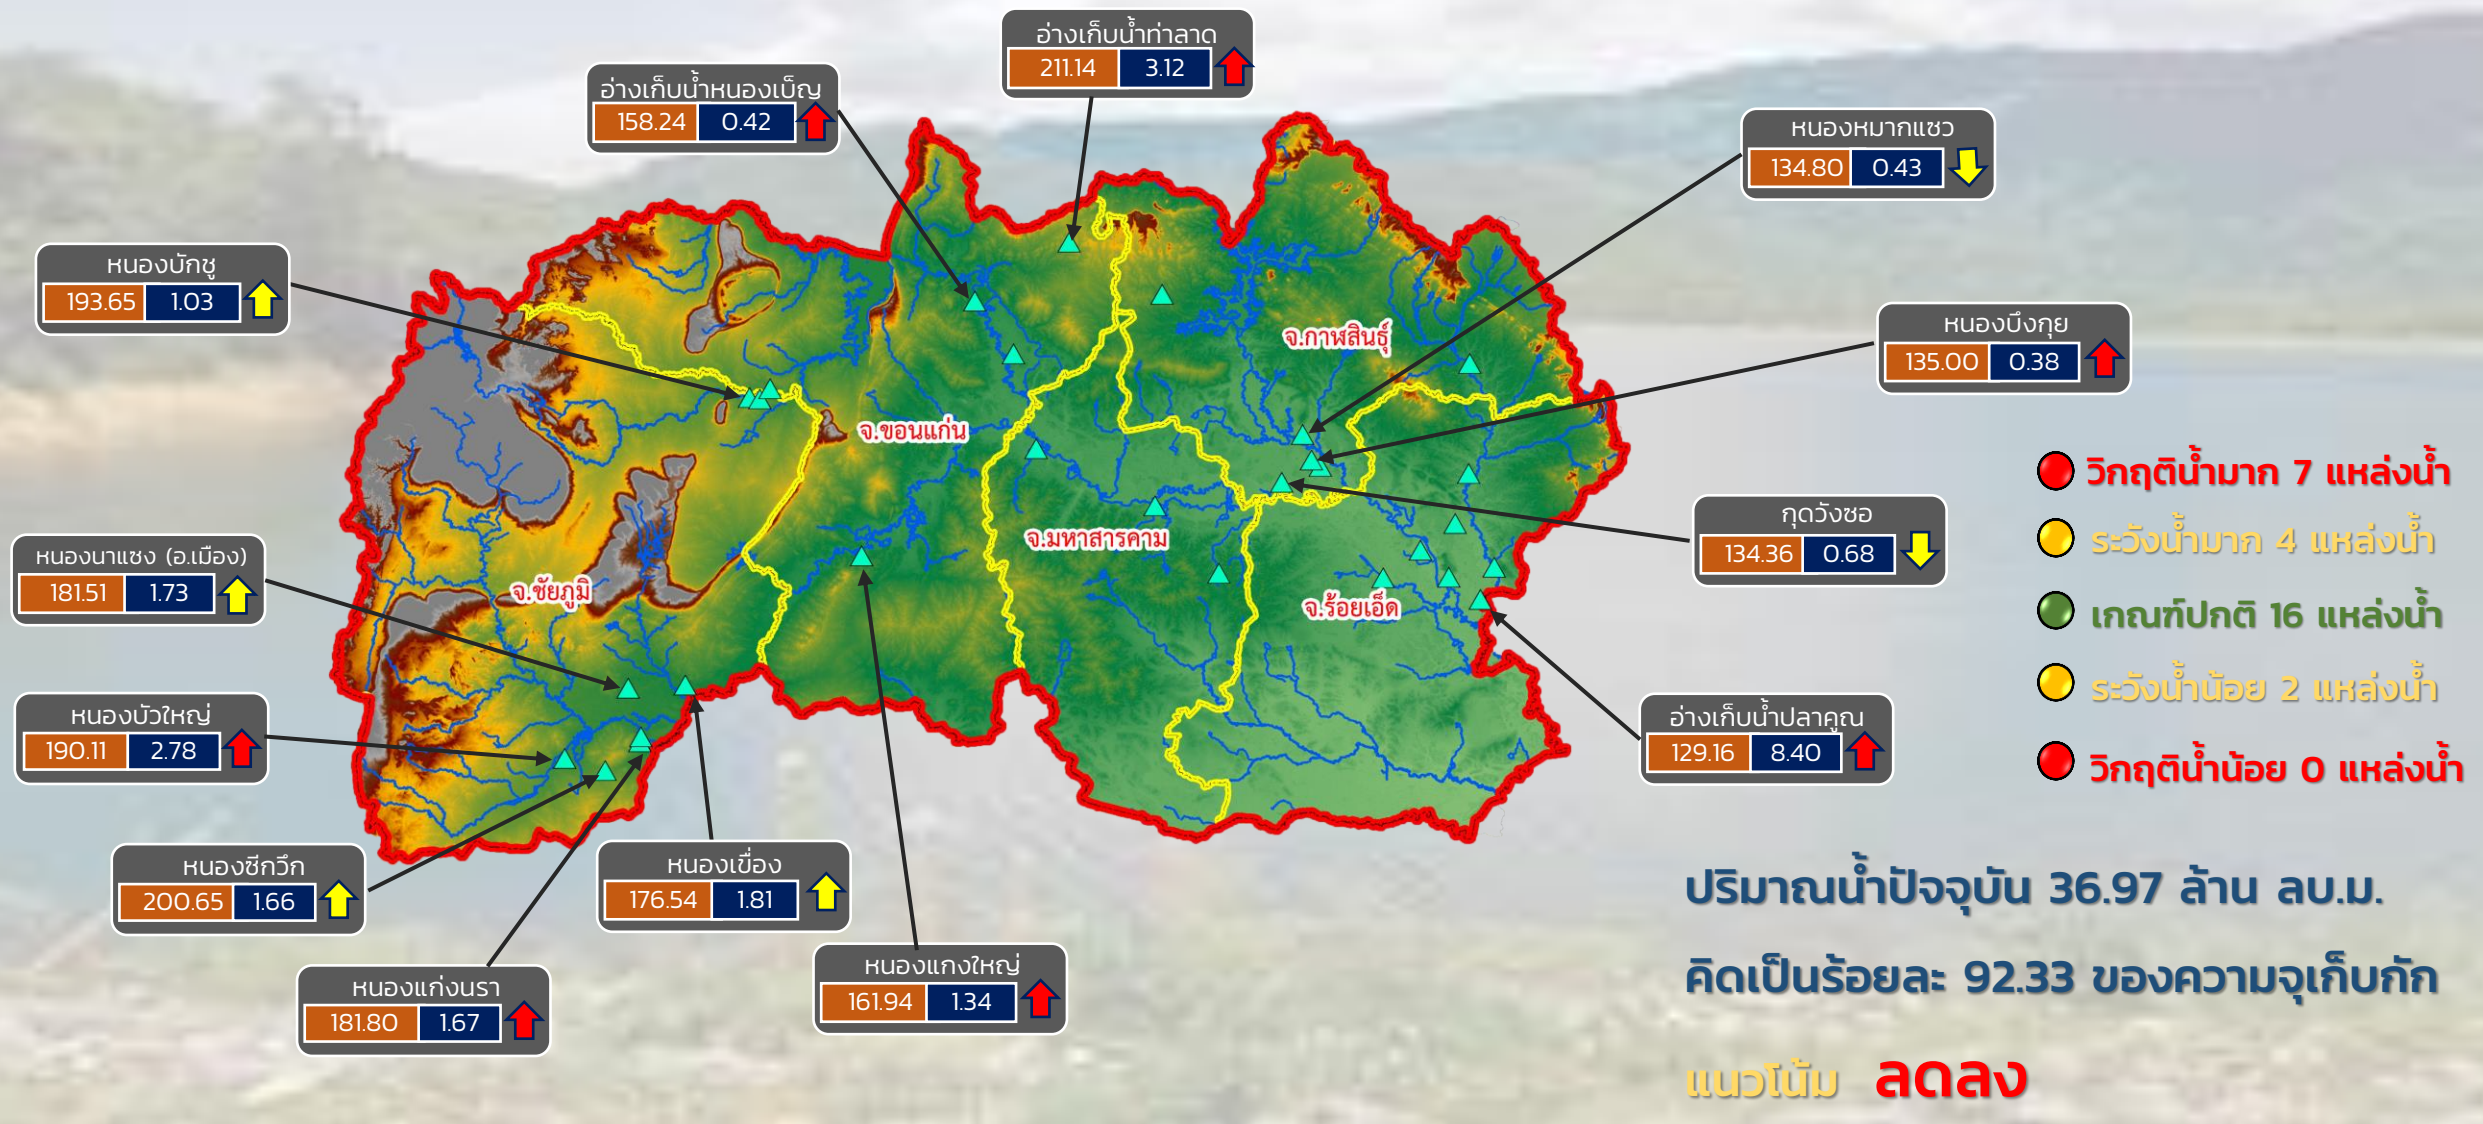 อ่างเก็บน้ำท่าลาด
211.14 3.12
อ่างเก็บน้ำหนองเบ็ญ
158.24 0.42
หนองหมากแซว
134.80 0.43
หนองบักชู
193.65 1.03
หนองบึงกุย
135.00 0.38
จ.กาฬสินธุ์
จ.ขอนแก่น
วิกฤติน้ำมาก 7 แหล่งน้ำ
กุดวังซอ
134.36 0.68
ระวังน้ำมาก 4 แหล่งน้ำ
จ.มหาสารคาม
หนองนาแซง (อ.เมือง)
181.51 1.73
จ.ชัยภูมิ
จ.ร้อยเอ็ด
เกณฑ์ปกติ 16 แหล่งน้ำ
ระวังน้ำน้อย 2 แหล่งน้ำ
หนองบัวใหญ่
190.11 2.78
อ่างเก็บน้ำปลาคูณ
129.16 8.40
วิกฤติน้ำน้อย 0 แหล่งน้ำ
หนองซีกวึก
200.65 1.66
หนองเขื่อง
176.54 1.81
ปริมาณน้ำปัจจุบัน 36.97 ล้าน ลบ.ม.
หนองแก่งนรา
181.80 1.67
หนองแกงใหญ่
161.94 1.34
คิดเป็นร้อยละ 92.33 ของความจุเก็บกัก
แนวโน้ม ลดลง